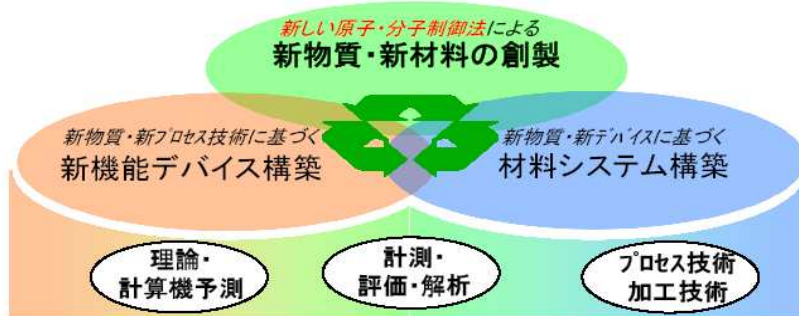 新しい原子・分子制御法による
新物質・新材料の創製
新物質・新プロセス技術に基づく
新機能デバイス構築
新物質・新デバイスに基づく
材料システム構築
理論・
計算機予測
計測・
評価・解析
プロセス技術
加工技術